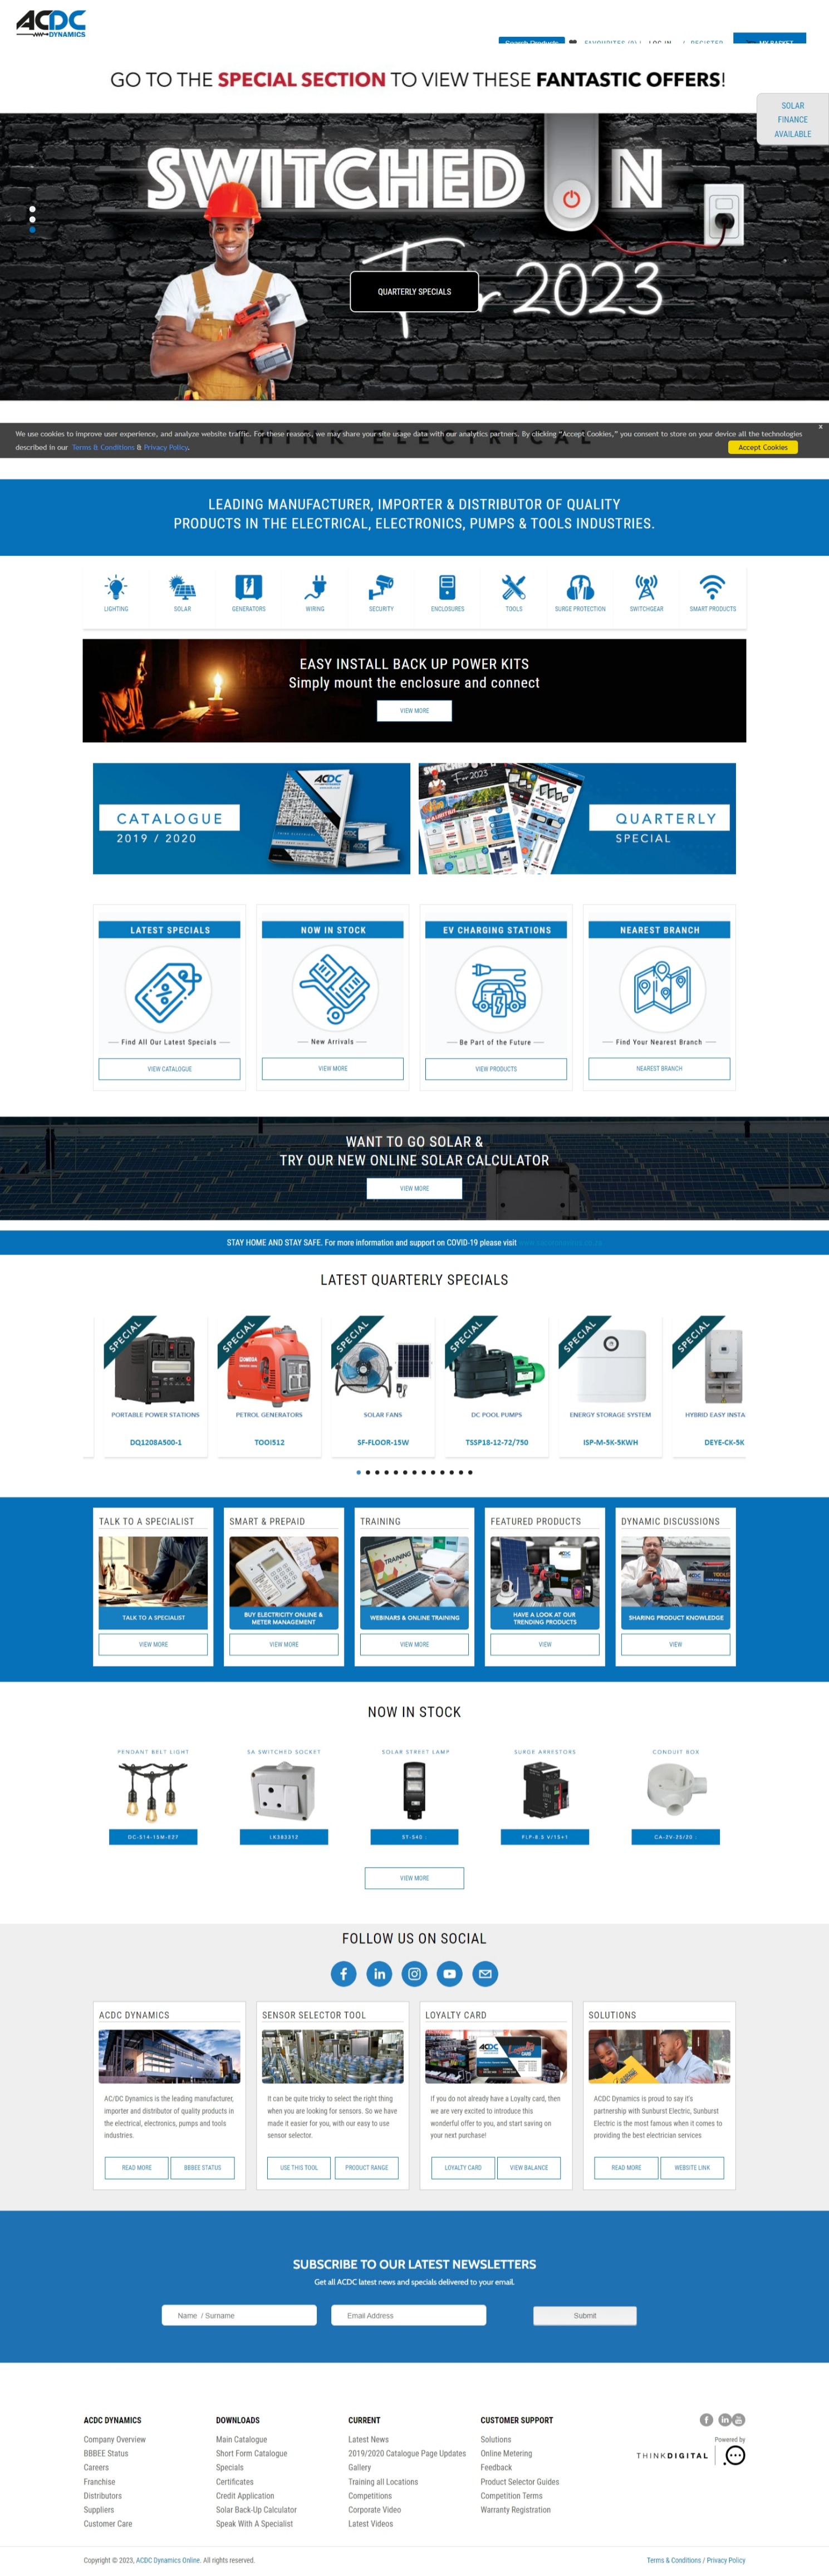 ACDC
DYNAMICS
Search Products
FAVOURITES (0) | LOG IN | REGISTER
MY BASKET
GO TO THE SPECIAL SECTION TO VIEW THESE FANTASTIC OFFERS!
SOLAR
FINANCE
AVAILABLE
SWITCHED ON
For 2023
QUARTERLY SPECIALS
THINK ELECTRICAL
We use cookies to improve user experience, and analyze website traffic. For these reasons, we may share your site usage data with our analytics partners. By clicking "Accept Cookies," you consent to store on your device all the technologies
described in our Terms & Conditions & Privacy Policy.
x
Accept Cookies
LEADING MANUFACTURER, IMPORTER & DISTRIBUTOR OF QUALITY
PRODUCTS IN THE ELECTRICAL, ELECTRONICS, PUMPS & TOOLS INDUSTRIES.
LIGHTING
SOLAR
GENERATORS
WIRING
SECURITY
ENCLOSURES
TOOLS
SURGE PROTECTION
SWITCHGEAR
SMART PRODUCTS
EASY INSTALL BACK UP POWER KITS
Simply mount the enclosure and connect
VIEW MORE
CATALOGUE
2019 / 2020
ACDC
SWITCHED ON
For 2023
QUARTERLY
SPECIAL
LATEST SPECIALS
Find All Our Latest Specials
VIEW CATALOGUE
NOW IN STOCK
New Arrivals
VIEW MORE
EV CHARGING STATIONS
Be Part of the Future
VIEW PRODUCTS
NEAREST BRANCH
Find Your Nearest Branch
NEAREST BRANCH
WANT TO GO SOLAR &
TRY OUR NEW ONLINE SOLAR CALCULATOR
VIEW MORE
STAY HOME AND STAY SAFE. For more information and support on COVID-19 please visit
LATEST QUARTERLY SPECIALS
SPECIAL
PORTABLE POWER STATIONS
DQ1208A500-1
SPECIAL
PETROL GENERATORS
TOOI512
SPECIAL
SOLAR FANS
SF-FLOOR-15W
SPECIAL
DC POOL PUMPS
TSSP18-12-72/750
SPECIAL
ENERGY STORAGE SYSTEM
ISP-M-5K-5KWH
SPECIAL
HYBRID EASY INSTA
DEYE-CK-5K
TALK TO A SPECIALIST
TALK TO A SPECIALIST
VIEW MORE
SMART & PREPAID
BUY ELECTRICITY ONLINE &
METER MANAGEMENT
VIEW MORE
TRAINING
TRAINING
WEBINARS & ONLINE TRAINING
VIEW MORE
FEATURED PRODUCTS
HAVE A LOOK AT OUR
TRENDING PRODUCTS
VIEW
DYNAMIC DISCUSSIONS
SHARING PRODUCT KNOWLEDGE
VIEW
NOW IN STOCK
PENDANT BELT LIGHT
DC-S14-15M-E27
SA SWITCHED SOCKET
LK383312
SOLAR STREET LAMP
ST-S40
SURGE ARRESTORS
FLP-B.5 V/1S+1
CONDUIT BOX
CA-2V-25/20
VIEW MORE
FOLLOW US ON SOCIAL
ACDC DYNAMICS
AC/DC Dynamics is the leading manufacturer,
importer and distributor of quality products in
the electrical, electronics, pumps and tools
industries.
READ MORE
BBBEE STATUS
SENSOR SELECTOR TOOL
It can be quite tricky to select the right thing
when you are looking for sensors. So we have
made it easier for you, with our easy to use
sensor selector.
USE THIS TOOL
PRODUCT RANGE
LOYALTY CARD
ACDC Loyalty
If you do not already have a Loyalty card, then
we are very excited to introduce this
wonderful offer to you, and start saving on
your next purchase!
LOYALTY CARD
VIEW BALANCE
SOLUTIONS
ACDC Dynamics is proud to say it's
partnership with Sunburst Electric, Sunburst
Electric is the most famous when it comes to
providing the best electrician services
READ MORE
WEBSITE LINK
SUBSCRIBE TO OUR LATEST NEWSLETTERS
Get all ACDC latest news and specials delivered to your email.
Name / Surname
Email Address
Submit
ACDC DYNAMICS
Company Overview
BBBEE Status
Careers
Franchise
Distributors
Suppliers
Customer Care
DOWNLOADS
Main Catalogue
Short Form Catalogue
Specials
Certificates
Credit Application
Solar Back-Up Calculator
Speak With A Specialist
CURRENT
Latest News
2019/2020 Catalogue Page Updates
Gallery
Training all Locations
Competitions
Corporate Video
Latest Videos
CUSTOMER SUPPORT
Solutions
Online Metering
Feedback
Product Selector Guides
Competition Terms
Warranty Registration
Powered by
THINKDIGITAL
Copyright © 2023, ACDC Dynamics Online. All rights reserved.
Terms & Conditions / Privacy Policy